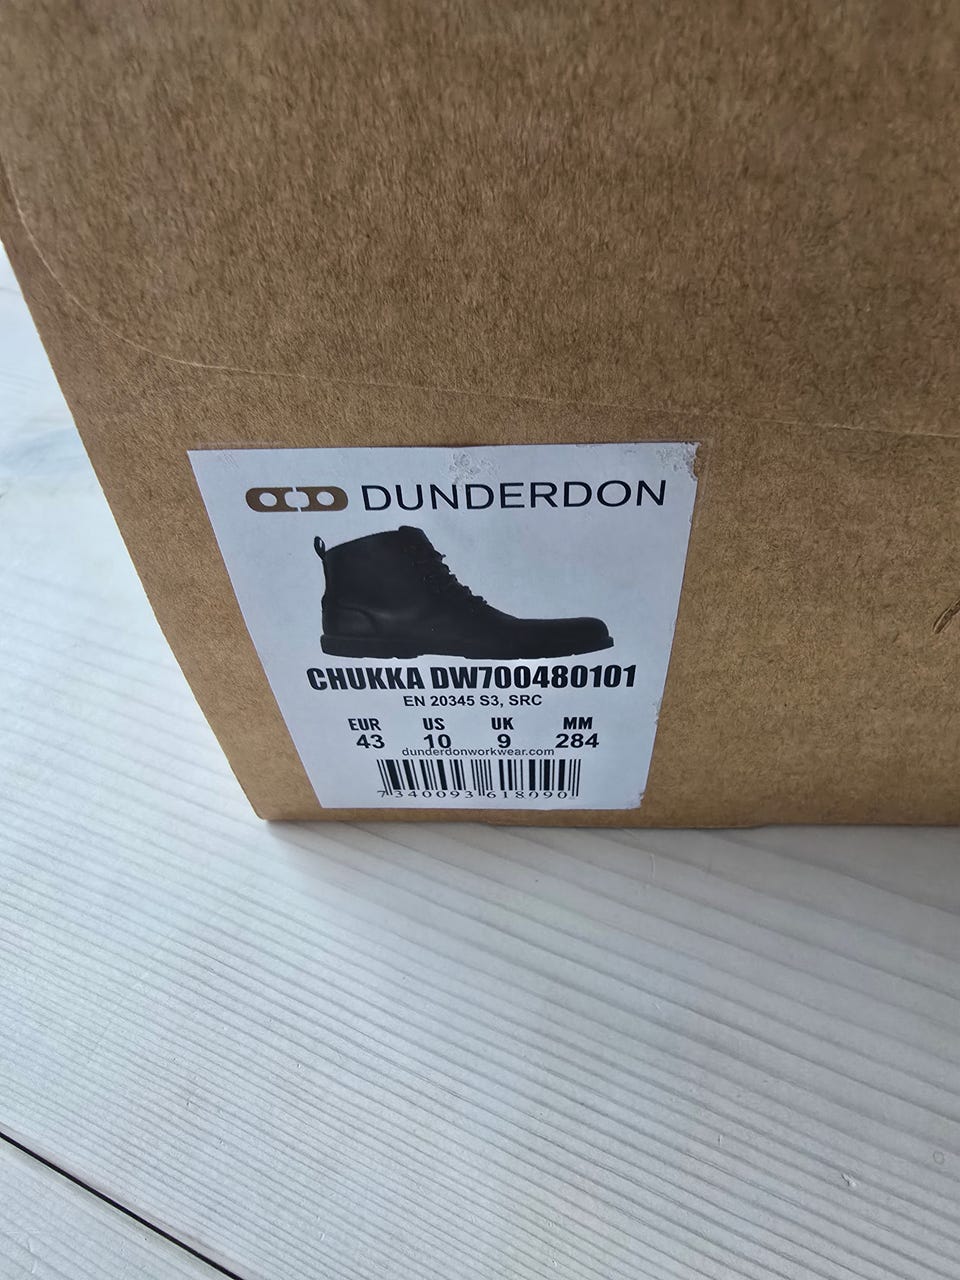 DUNDERDON
CHUKKA DW700480101
EN 20345 S3, SRC
EUR US UK MM
43 10 9 284
dunderdonworkwear.com
7 340093 618090